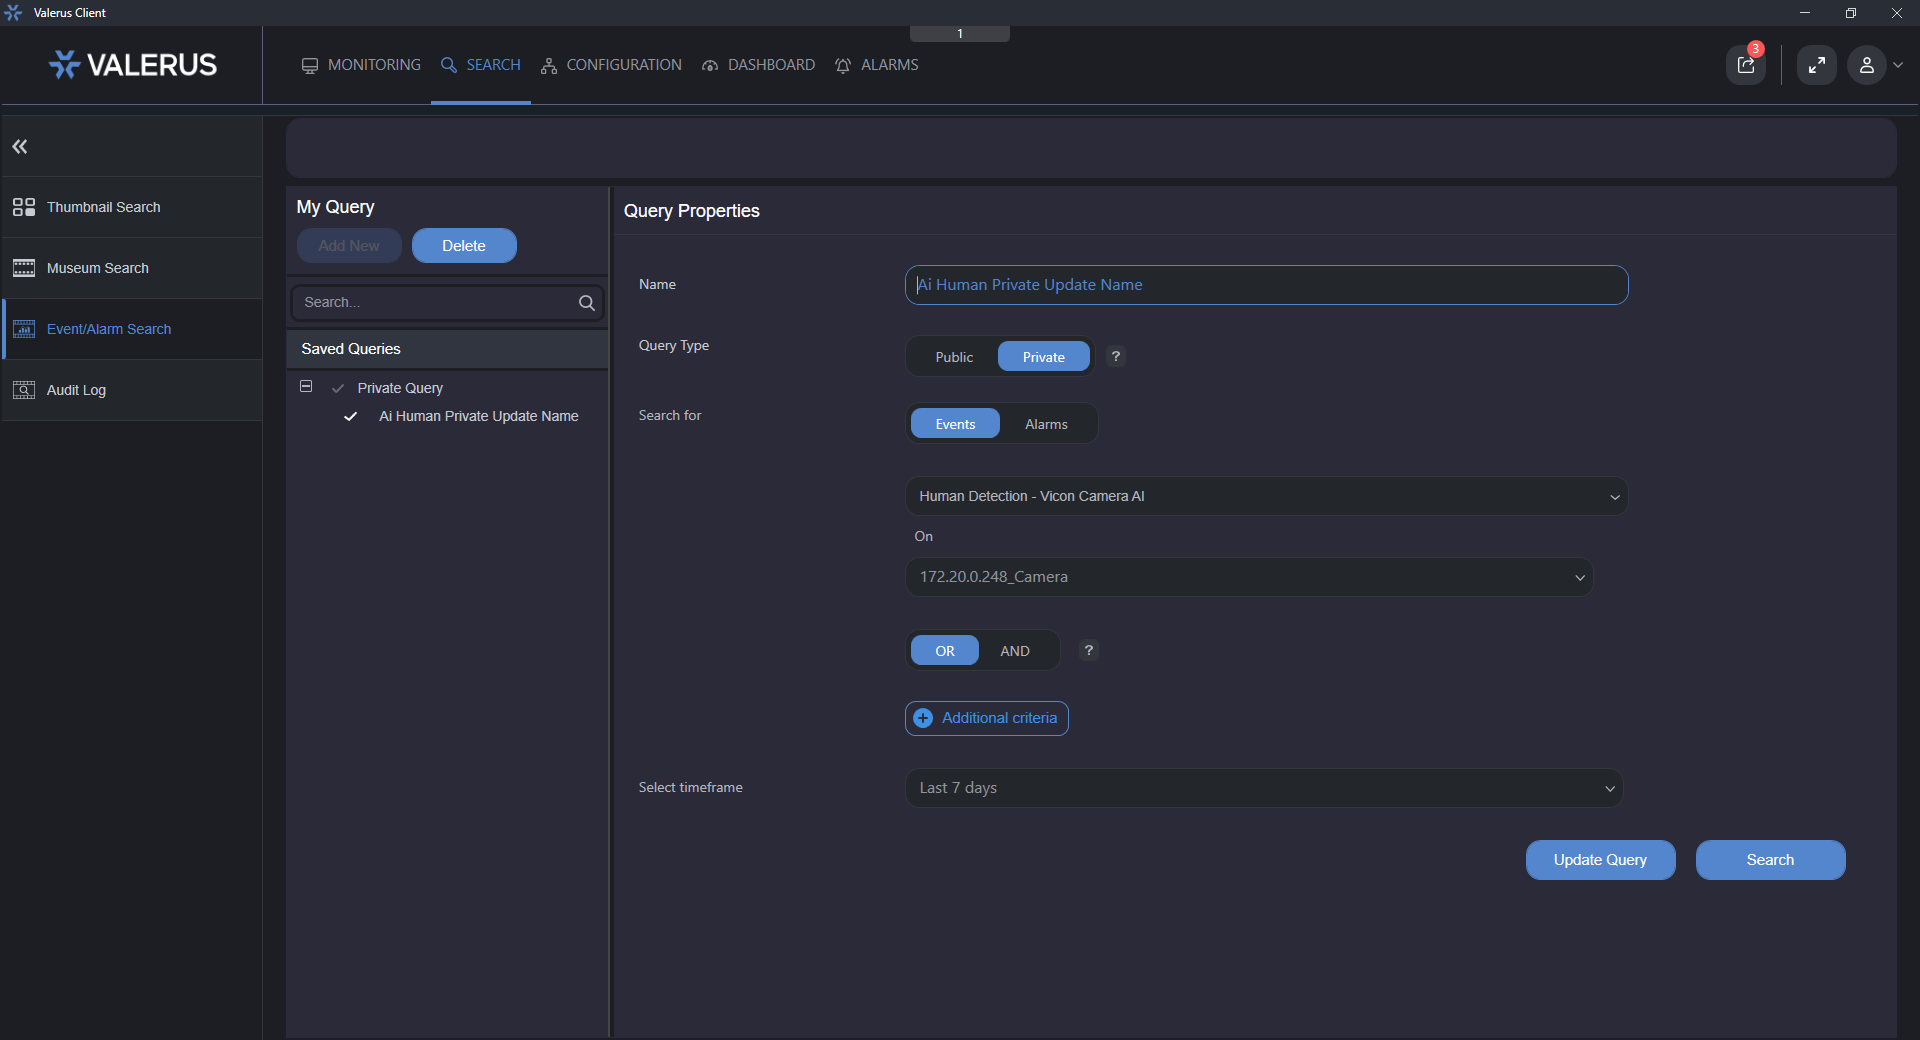 Valerus Client
1
VALERUS
MONITORING
SEARCH
CONFIGURATION
DASHBOARD
ALARMS
3
Thumbnail Search
Museum Search
Event/Alarm Search
Audit Log
My Query
Add New
Delete
Search...
Saved Queries
Private Query
Ai Human Private Update Name
Query Properties
Name
Ai Human Private Update Name
Query Type
Public
Private
?
Search for
Events
Alarms
Human Detection - Vicon Camera AI
On
172.20.0.248_Camera
OR
AND
?
Additional criteria
Select timeframe
Last 7 days
Update Query
Search